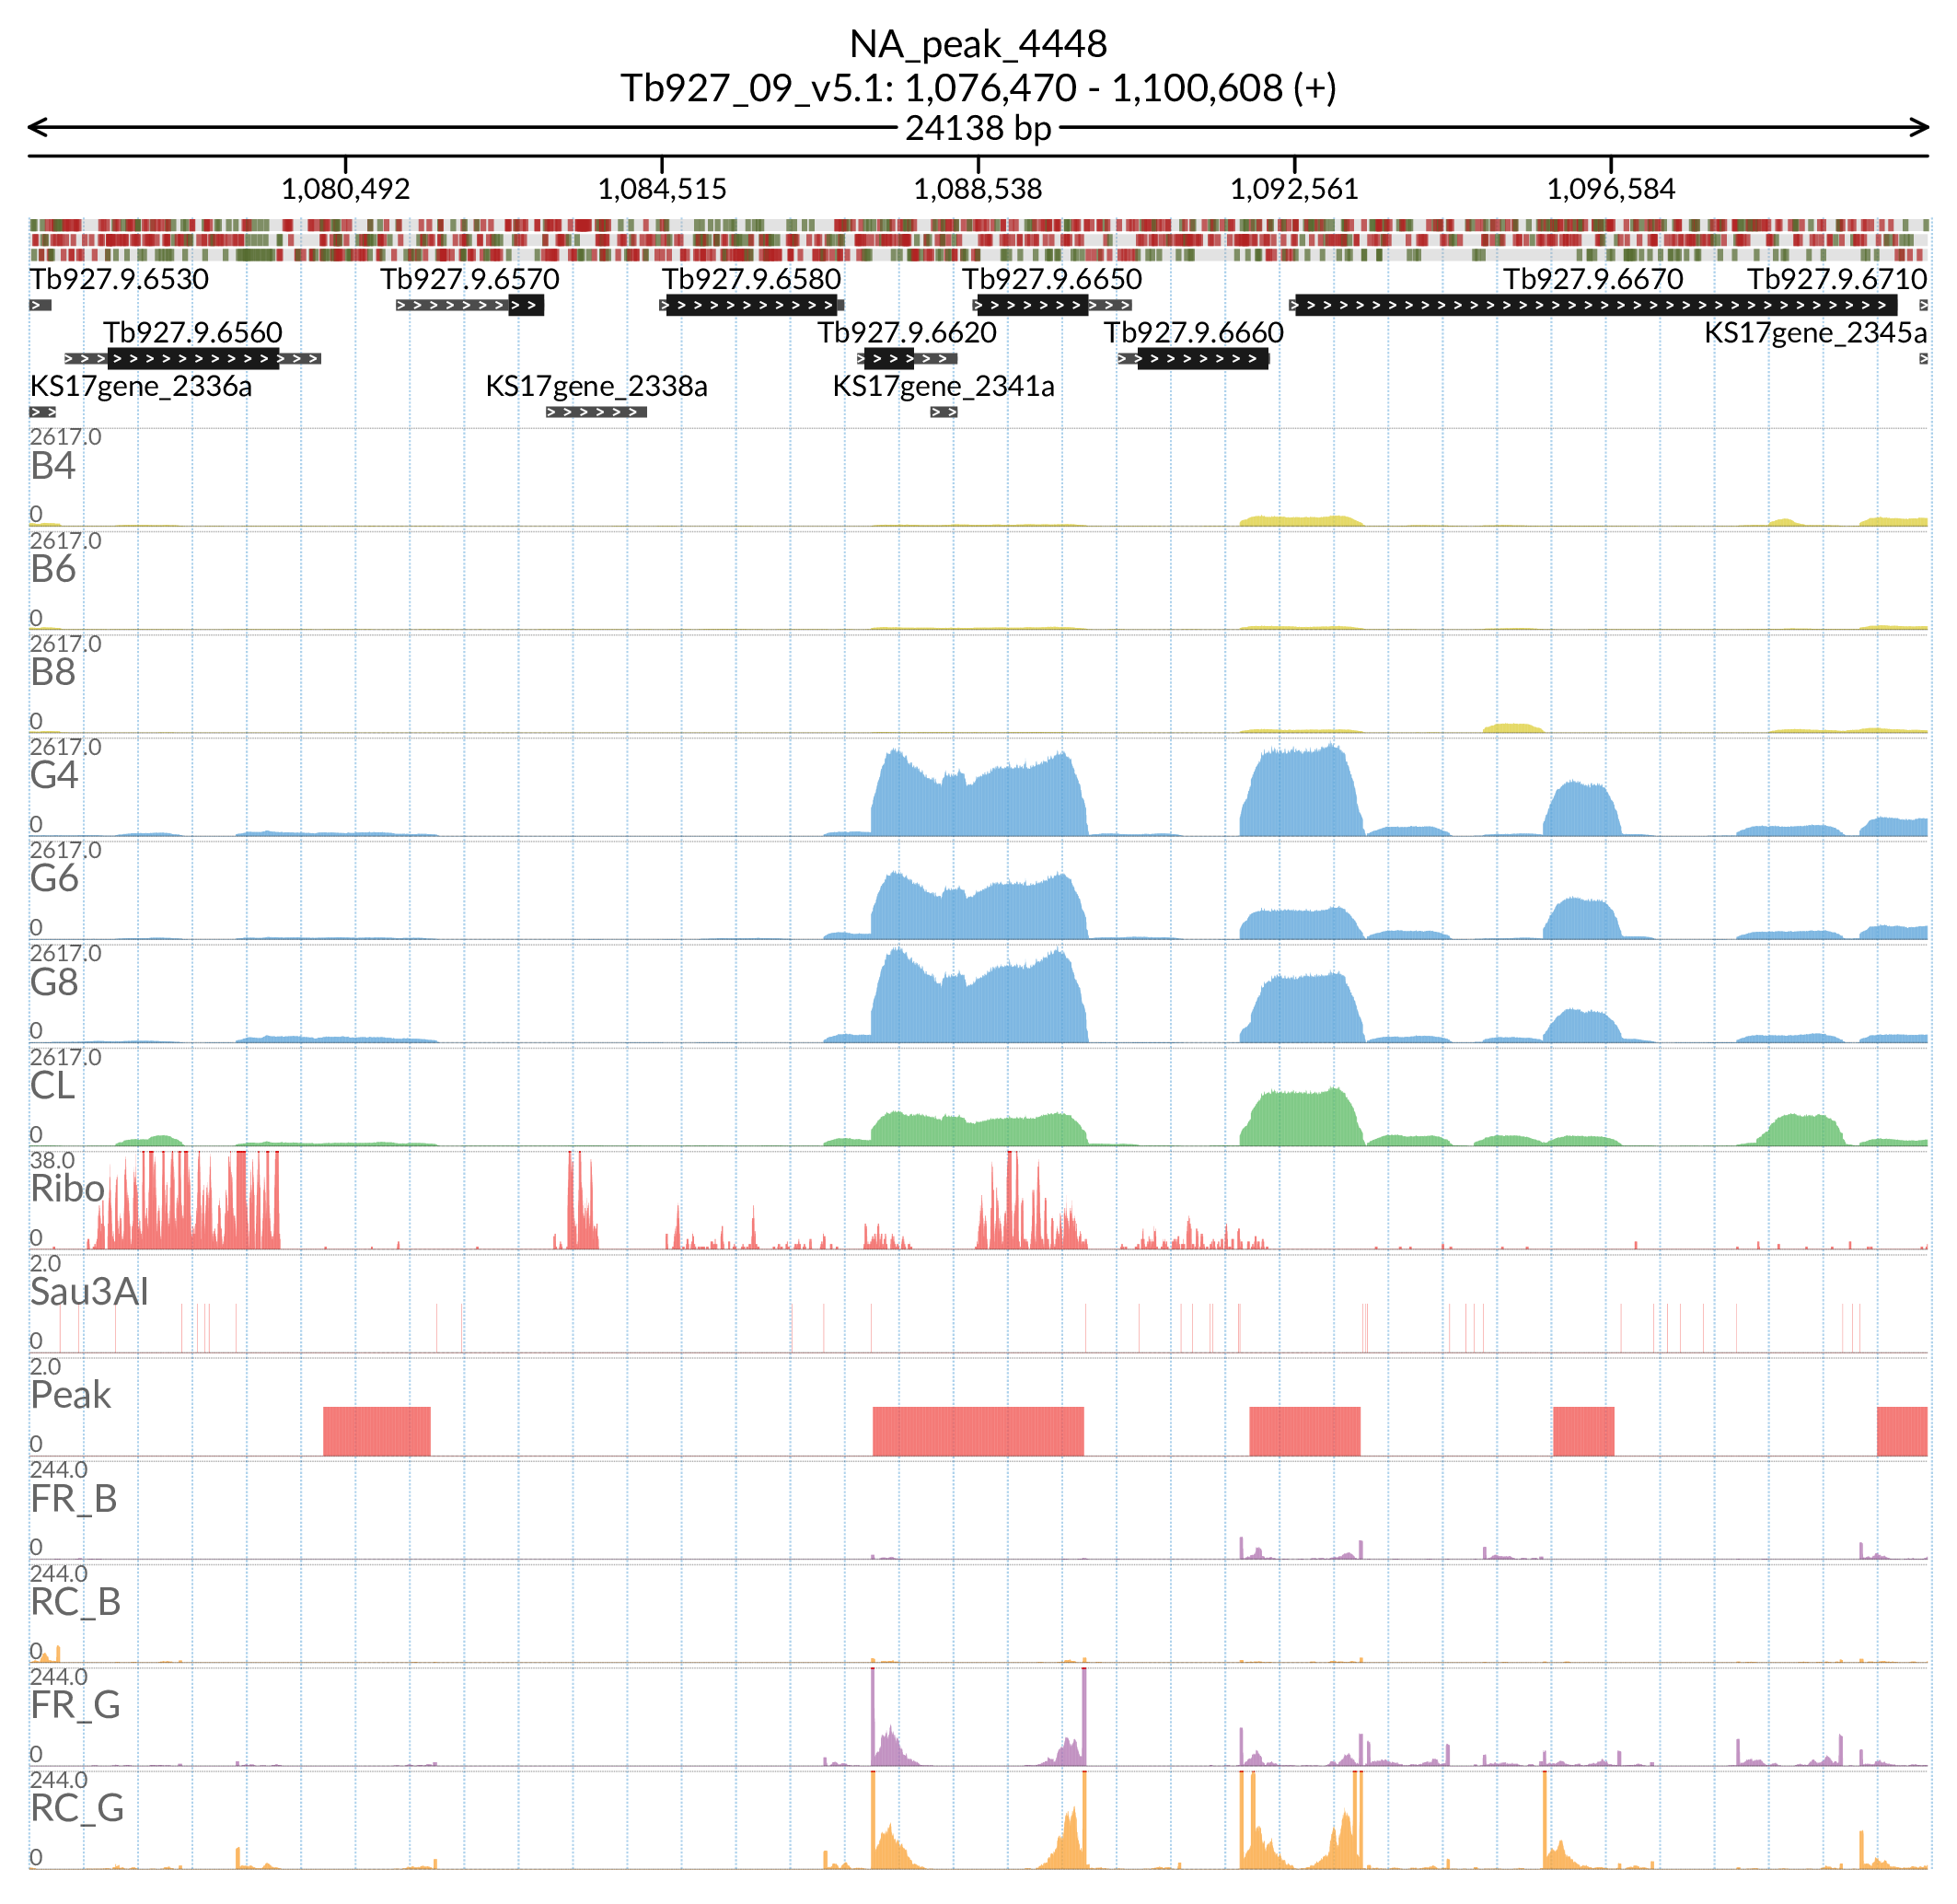 NA_peak_4448
Tb927_09_v5.1: 1,076,470 - 1,100,608 (+)
24138 bp
1,080,492 1,084,515 1,088,538 1,092,561 1,096,584
Tb927.9.6530 Tb927.9.6570 Tb927.9.6580 Tb927.9.6650 Tb927.9.6670 Tb927.9.6710
Tb927.9.6560 Tb927.9.6620 Tb927.9.6660 KS17gene_2345a
KS17gene_2336a KS17gene_2338a KS17gene_2341a
2617.0
B4
0
2617.0
B6
0
2617.0
B8
0
2617.0
G4
0
2617.0
G6
0
2617.0
G8
0
2617.0
CL
0
38.0
Ribo
0
2.0
Sau3AI
0
2.0
Peak
0
244.0
FR_B
0
244.0
RC_B
0
244.0
FR_G
0
244.0
RC_G
0